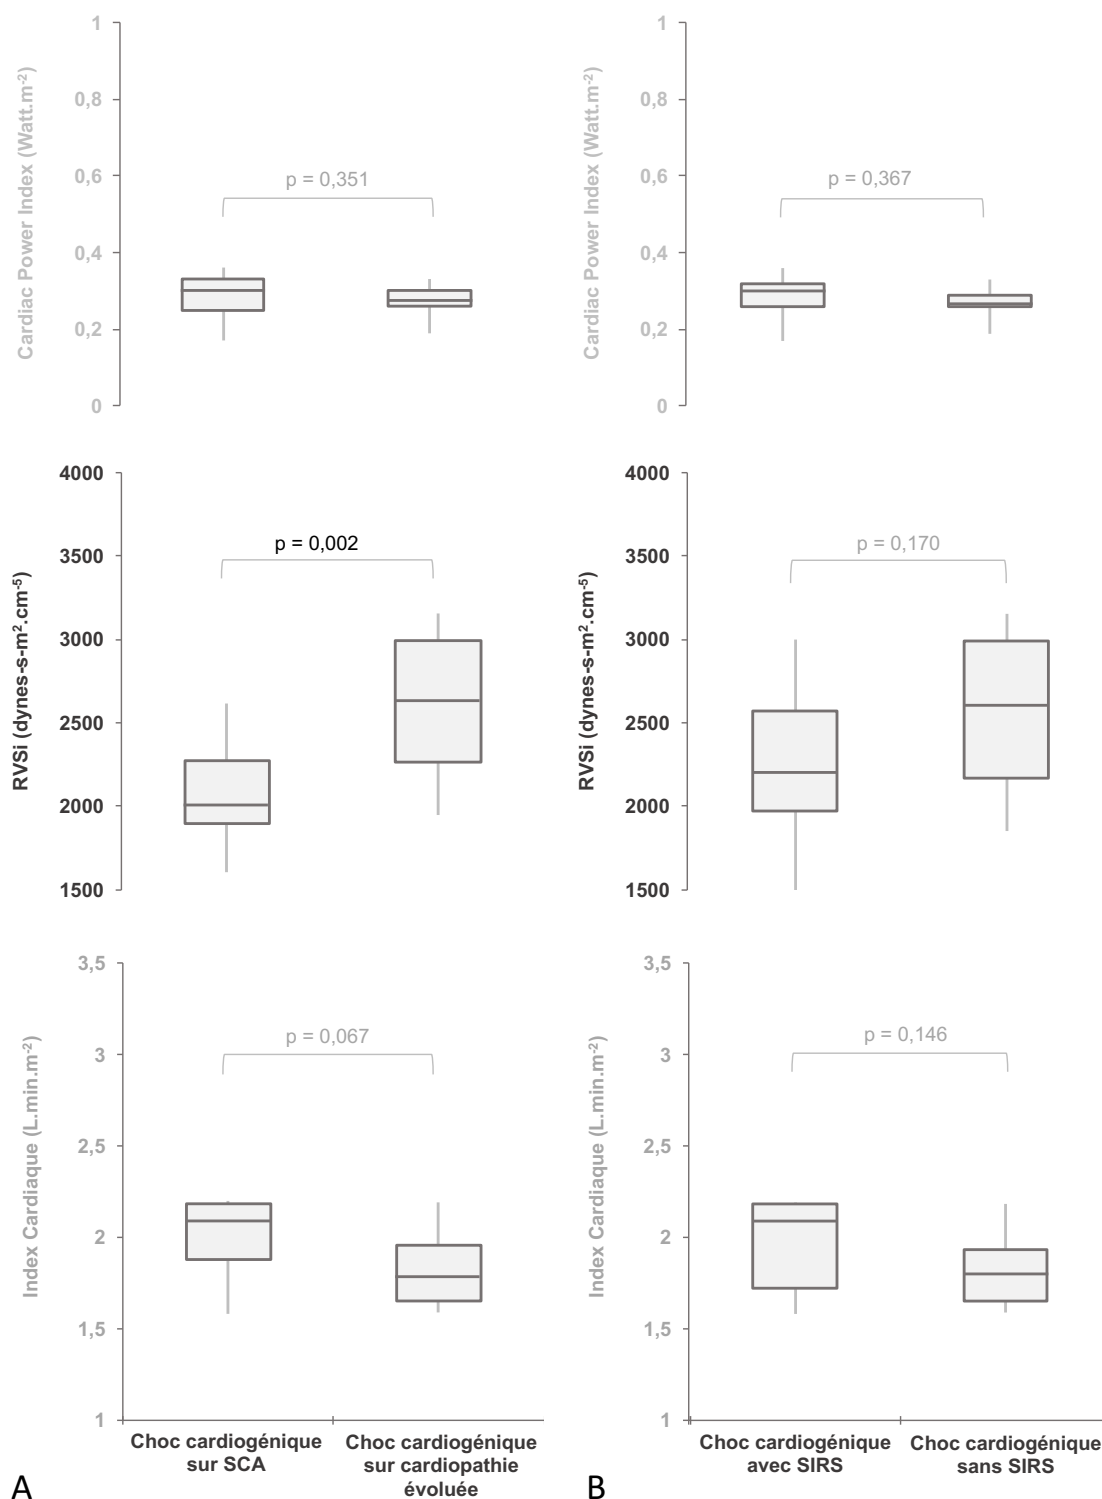 Cardiac Power Index (Watt.m-2)
1
0,8
0,6
0,4
0,2
0
p = 0,351
Cardiac Power Index (Watt.m-2)
1
0,8
0,6
0,4
0,2
0
p = 0,367
RVSi (dynes-s-m2.cm-5)
4000
3500
3000
2500
2000
1500
p = 0,002
RVSi (dynes-s-m2.cm-5)
4000
3500
3000
2500
2000
1500
p = 0,170
Index Cardiaque (L.min.m-2)
3,5
3
2,5
2
1,5
1
p = 0,067
Index Cardiaque (L.min.m-2)
3,5
3
2,5
2
1,5
1
p = 0,146
Choc cardiogénique
sur SCA
Choc cardiogénique
sur cardiopathie
évoluée
Choc cardiogénique
avec SIRS
Choc cardiogénique
sans SIRS
A
B